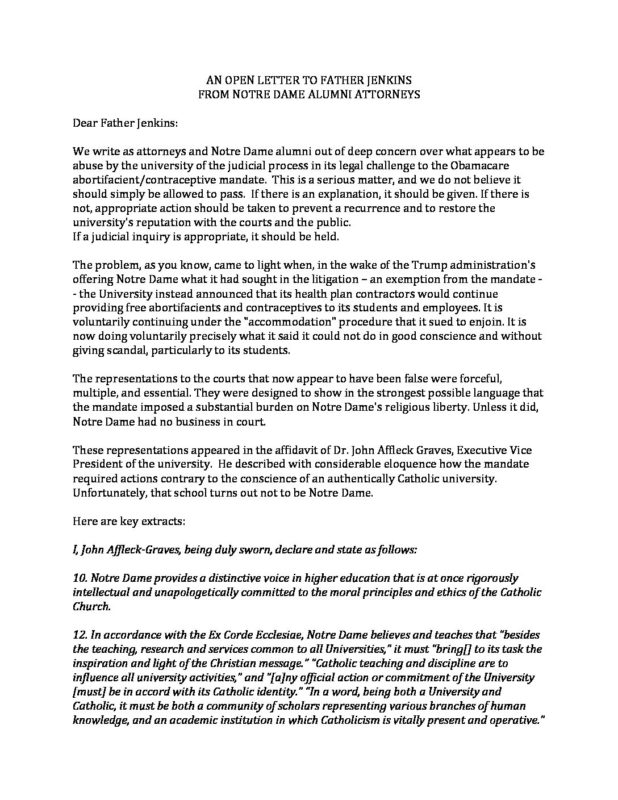 AN OPEN LETTER TO FATHER JENKINS
FROM NOTRE DAME ALUMNI ATTORNEYS
Dear Father Jenkins:
We write as attorneys and Notre Dame alumni out of deep concern over what appears to be
abuse by the university of the judicial process in its legal challenge to the Obamacare
abortifacient/contraceptive mandate.  This is a serious matter, and we do not believe it
should simply be allowed to pass.  If there is an explanation, it should be given. If there is
not, appropriate action should be taken to prevent a recurrence and to restore the
university's reputation with the courts and the public.
If a judicial inquiry is appropriate, it should be held.
The problem, as you know, came to light when, in the wake of the Trump administration's
offering Notre Dame what it had sought in the litigation – an exemption from the mandate -
- the University instead announced that its health plan contractors would continue
providing free abortifacients and contraceptives to its students and employees. It is
voluntarily continuing under the "accommodation" procedure that it sued to enjoin. It is
now doing voluntarily precisely what it said it could not do in good conscience and without
giving scandal, particularly to its students.
The representations to the courts that now appear to have been false were forceful,
multiple, and essential. They were designed to show in the strongest possible language that
the mandate imposed a substantial burden on Notre Dame's religious liberty. Unless it did,
Notre Dame had no business in court.
These representations appeared in the affidavit of Dr. John Affleck Graves, Executive Vice
President of the university.  He described with considerable eloquence how the mandate
required actions contrary to the conscience of an authentically Catholic university.
Unfortunately, that school turns out not to be Notre Dame.
Here are key extracts:
I, John Affleck-Graves, being duly sworn, declare and state as follows:
10. Notre Dame provides a distinctive voice in higher education that is at once rigorously
intellectual and unapologetically committed to the moral principles and ethics of the Catholic
Church.
12. In accordance with the Ex Corde Ecclesiae, Notre Dame believes and teaches that "besides
the teaching, research and services common to all Universities," it must "bring[] to its task the
inspiration and light of the Christian message." "Catholic teaching and discipline are to
influence all university activities," and "[a]ny official action or commitment of the University
[must] be in accord with its Catholic identity." "In a word, being both a University and
Catholic, it must be both a community of scholars representing various branches of human
knowledge, and an academic institution in which Catholicism is vitally present and operative."